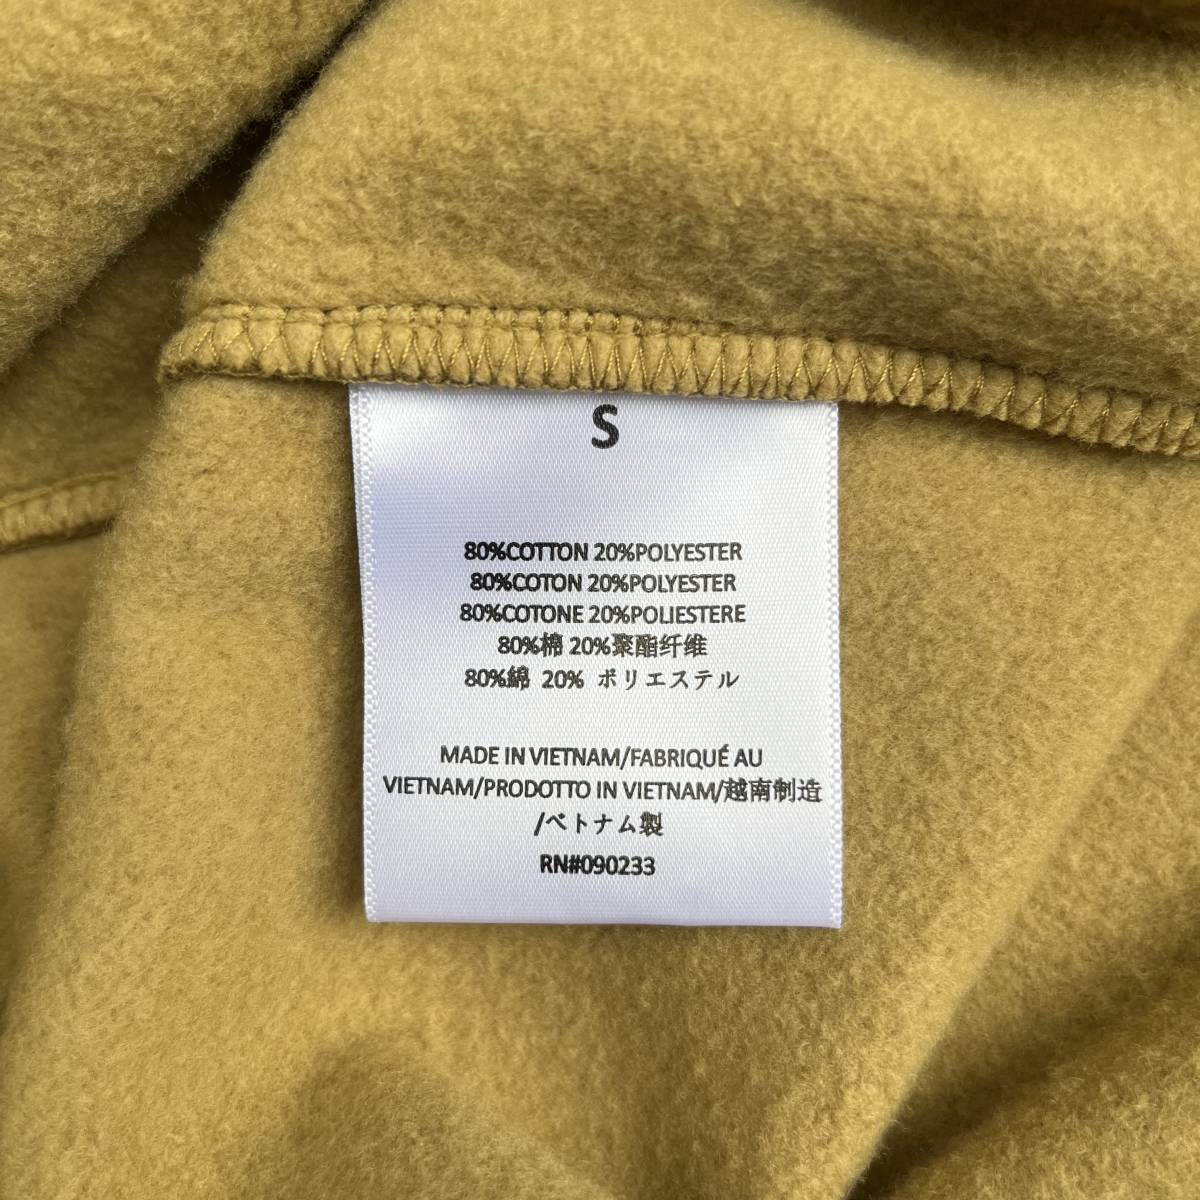 S
80%COTTON 20%POLYESTER
80%COTON 20%POLYESTER
80%COTONE 20%POLIESTERE
80%棉 20%聚酯纤维
80%綿 20% ポリエステル
MADE IN VIETNAM/FABRIQUÉ AU
VIETNAM/PRODOTTO IN VIETNAM/越南制造
/ベトナム製
RN#090233